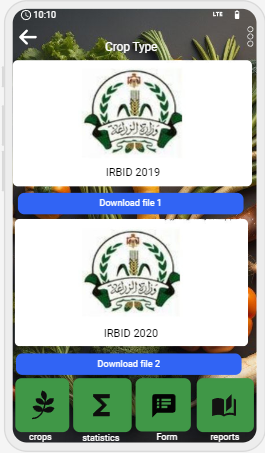 10:10
LTE
Crop Type
وزارة الزراعة
IRBID 2019
Download file 1
وزارة الزراعة
IRBID 2020
Download file 2
crops statistics Form reports